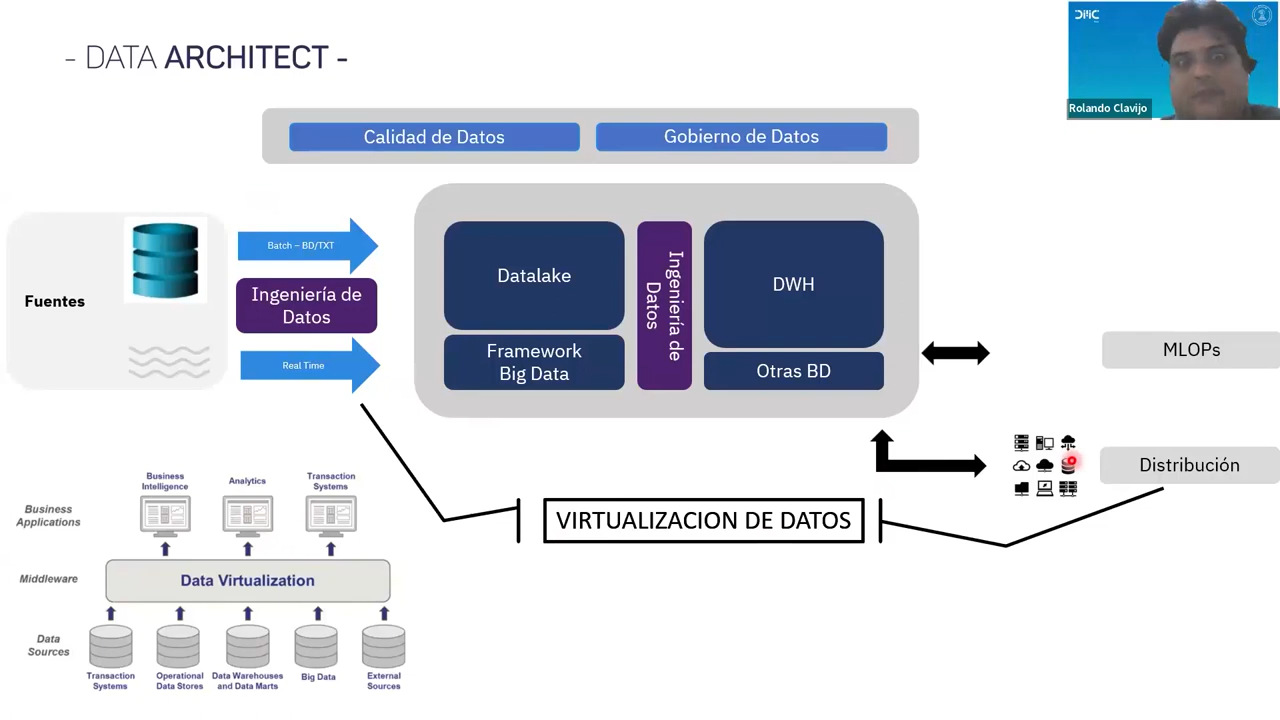 - DATA ARCHITECT -
DMC
Rolando Clavijo
Calidad de Datos
Gobierno de Datos
Fuentes
Batch – BD/TXT
Ingeniería de
Datos
Real Time
Datalake
Framework
Big Data
Ingeniería de
Datos
DWH
Otras BD
MLOPs
Distribución
VIRTUALIZACION DE DATOS
Business
Applications
Business
Intelligence
Analytics
Transaction
Systems
Middleware
Data Virtualization
Data
Sources
Transaction
Systems
Operational
Data Stores
Data Warehouses
and Data Marts
Big Data
External
Sources